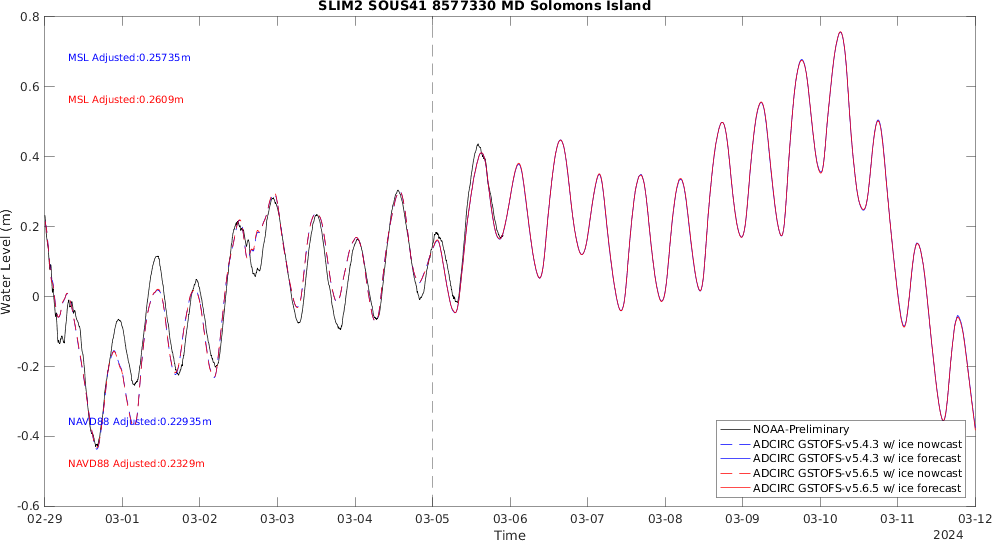 SLIM2 SOUS41 8577330 MD Solomons Island
0.8
0.6
0.4
0.2
0
-0.2
-0.4
-0.6
Water Level (m)
MSL Adjusted:0.25735m
MSL Adjusted:0.2609m
NAVD88 Adjusted:0.22935m
NAVD88 Adjusted:0.2329m
NOAA-Preliminary
ADCIRC GSTOFS-v5.4.3 w/ ice nowcast
ADCIRC GSTOFS-v5.4.3 w/ ice forecast
ADCIRC GSTOFS-v5.6.5 w/ ice nowcast
ADCIRC GSTOFS-v5.6.5 w/ ice forecast
02-29 03-01 03-02 03-03 03-04 03-05 03-06 03-07 03-08 03-09 03-10 03-11 03-12
Time
2024